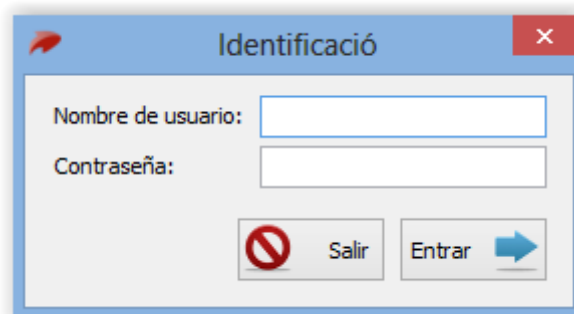 Identificació
Nombre de usuario:
Contraseña:
Salir
Entrar